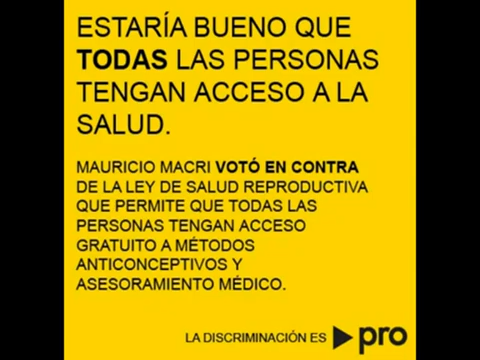 ESTARÍA BUENO QUE
TODAS LAS PERSONAS
TENGAN ACCESO A LA
SALUD.
MAURICIO MACRI VOTÓ EN CONTRA
DE LA LEY DE SALUD REPRODUCTIVA
QUE PERMITE QUE TODAS LAS
PERSONAS TENGAN ACCESO
GRATUITO A MÉTODOS
ANTICONCEPTIVOS Y
ASESORAMIENTO MÉDICO.
LA DISCRIMINACIÓN ES pro